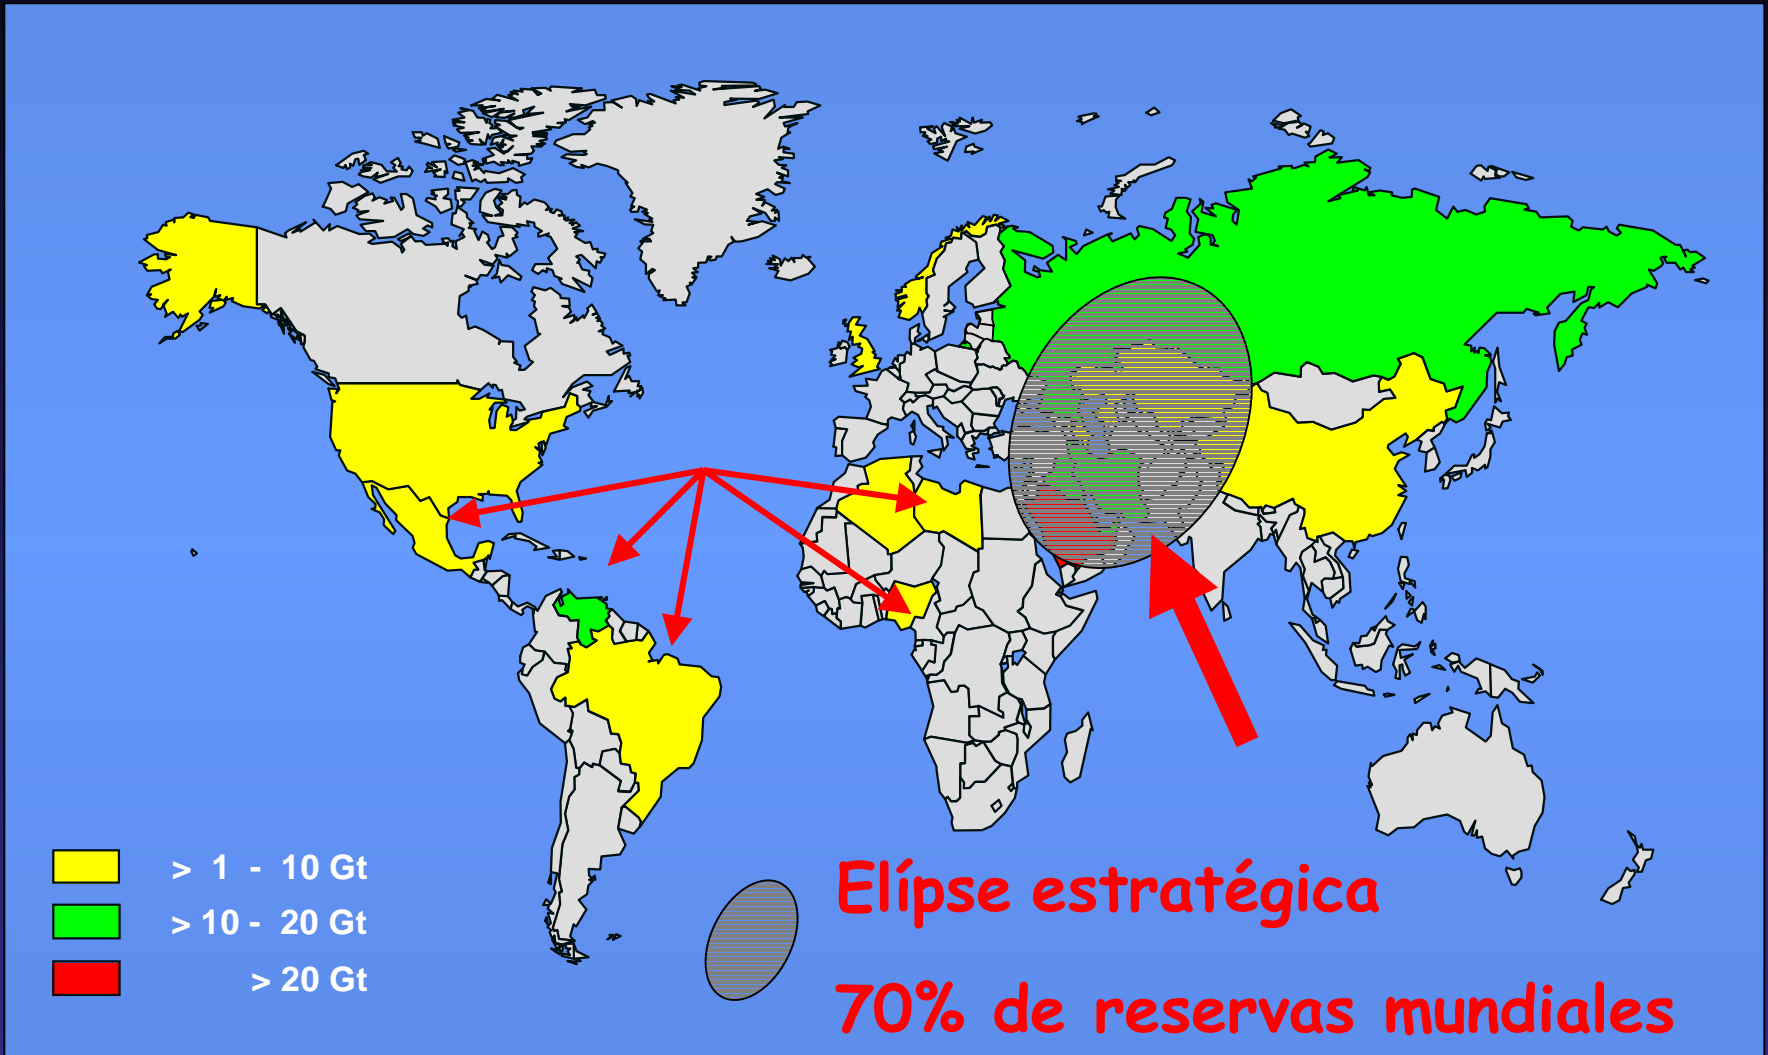 > 1 - 10 Gt
> 10 - 20 Gt
> 20 Gt
Elípse estratégica
70% de reservas mundiales